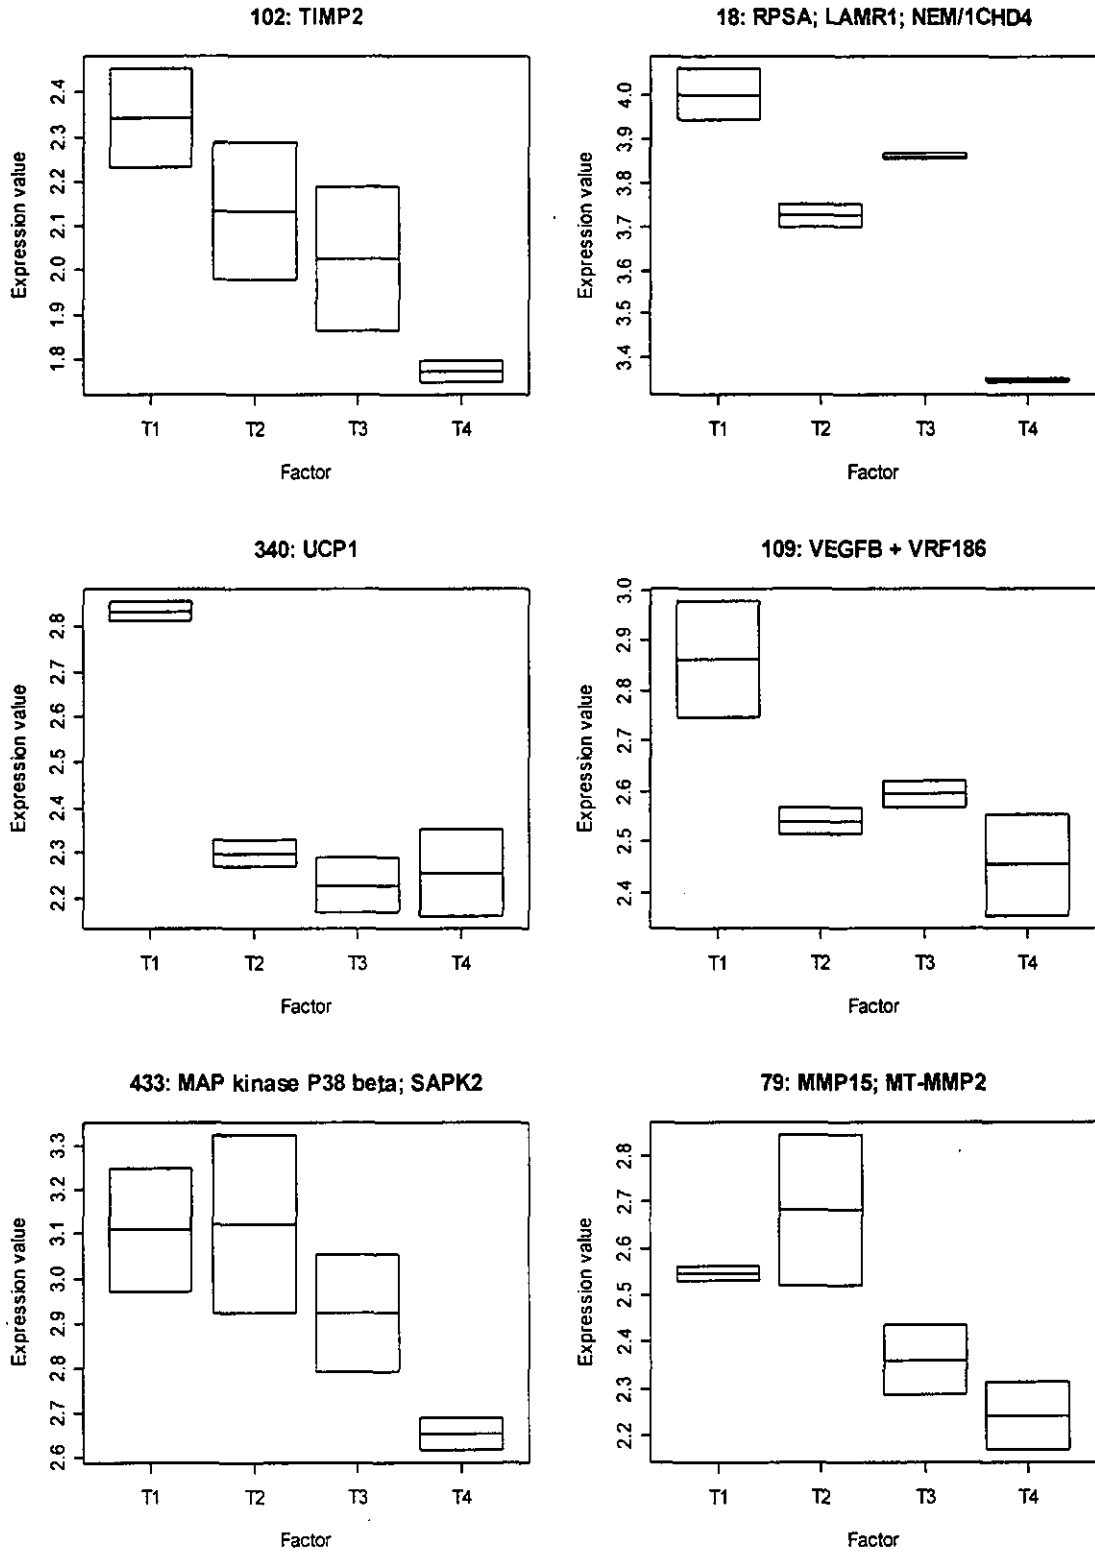 102: TIMP2
Expression value
2.4
2.3
2.2
2.1
2.0
1.9
1.8
T1 T2 T3 T4
Factor
18: RPSA; LAMR1; NEM/1CHD4
Expression value
4.0
3.9
3.8
3.7
3.6
3.5
3.4
T1 T2 T3 T4
Factor
340: UCP1
Expression value
2.8
2.7
2.6
2.5
2.4
2.3
2.2
T1 T2 T3 T4
Factor
109: VEGFB + VRF186
Expression value
3.0
2.9
2.8
2.7
2.6
2.5
2.4
T1 T2 T3 T4
Factor
433: MAP kinase P38 beta; SAPK2
Expression value
3.3
3.2
3.1
3.0
2.9
2.8
2.7
2.6
T1 T2 T3 T4
Factor
79: MMP15; MT-MMP2
Expression value
2.8
2.7
2.6
2.5
2.4
2.3
2.2
T1 T2 T3 T4
Factor